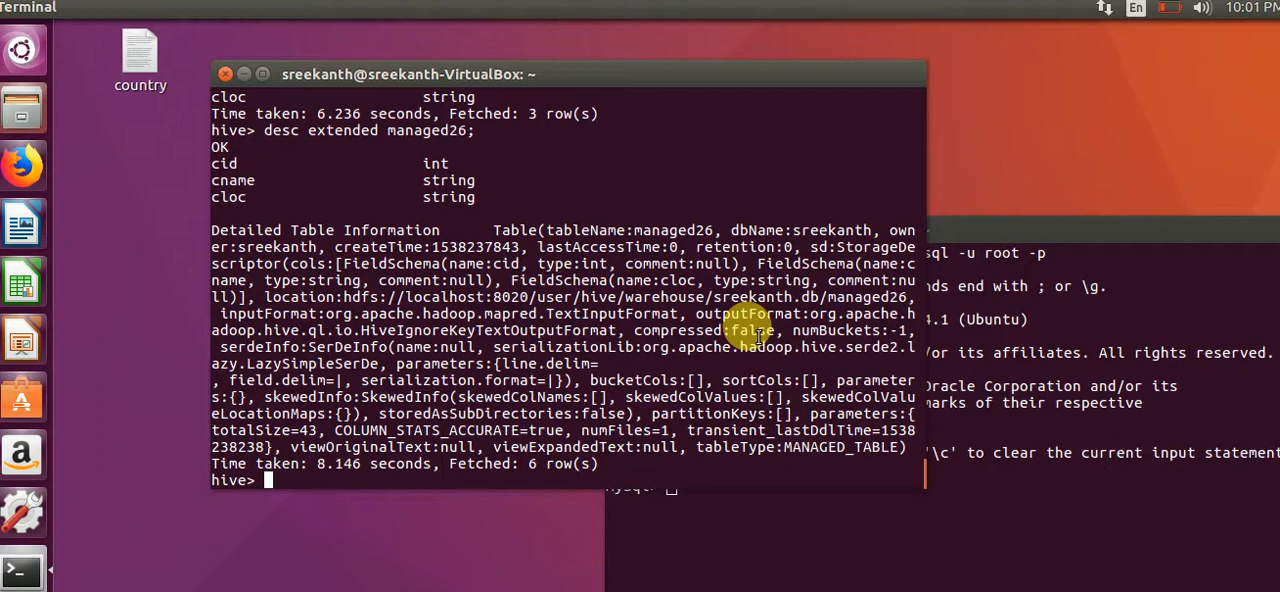 Terminal
En
10:01 PM
country
sreekanth@sreekanth-VirtualBox: ~
cloc string
Time taken: 6.236 seconds, Fetched: 3 row(s)
hive> desc extended managed26;
OK
cid int
cname string
cloc string
Detailed Table Information Table(tableName:managed26, dbName:sreekanth, own
er:sreekanth, createTime:1538237843, lastAccessTime:0, retention:0, sd:StorageDe
scriptor(cols:[FieldSchema(name:cid, type:int, comment:null), FieldSchema(name:c
name, type:string, comment:null), FieldSchema(name:cloc, type:string, comment:nu
ll)], location:hdfs://localhost:8020/user/hive/warehouse/sreekanth.db/managed26,
inputFormat:org.apache.hadoop.mapred.TextInputFormat, outputFormat:org.apache.h
adoop.hive.ql.io.HiveIgnoreKeyTextOutputFormat, compressed:false, numBuckets:-1,
serdeInfo:SerDeInfo(name:null, serializationLib:org.apache.hadoop.hive.serde2.l
azy.LazySimpleSerDe, parameters:{line.delim=
, field.delim=|, serialization.format=|}), bucketCols:[], sortCols:[], parameter
s:{}, skewedInfo:SkewedInfo(skewedColNames:[], skewedColValues:[], skewedColValu
eLocationMaps:{}), storedAsSubDirectories:false), partitionKeys:[], parameters:{
totalSize=43, COLUMN_STATS_ACCURATE=true, numFiles=1, transient_lastDdlTime=1538
238238}, viewOriginalText:null, viewExpandedText:null, tableType:MANAGED_TABLE)
Time taken: 8.146 seconds, Fetched: 6 row(s)
hive>
sql -u root -p
nds end with ; or \g.
4.1 (Ubuntu)
/or its affiliates. All rights reserved.
Oracle Corporation and/or its
marks of their respective
'\c' to clear the current input statement